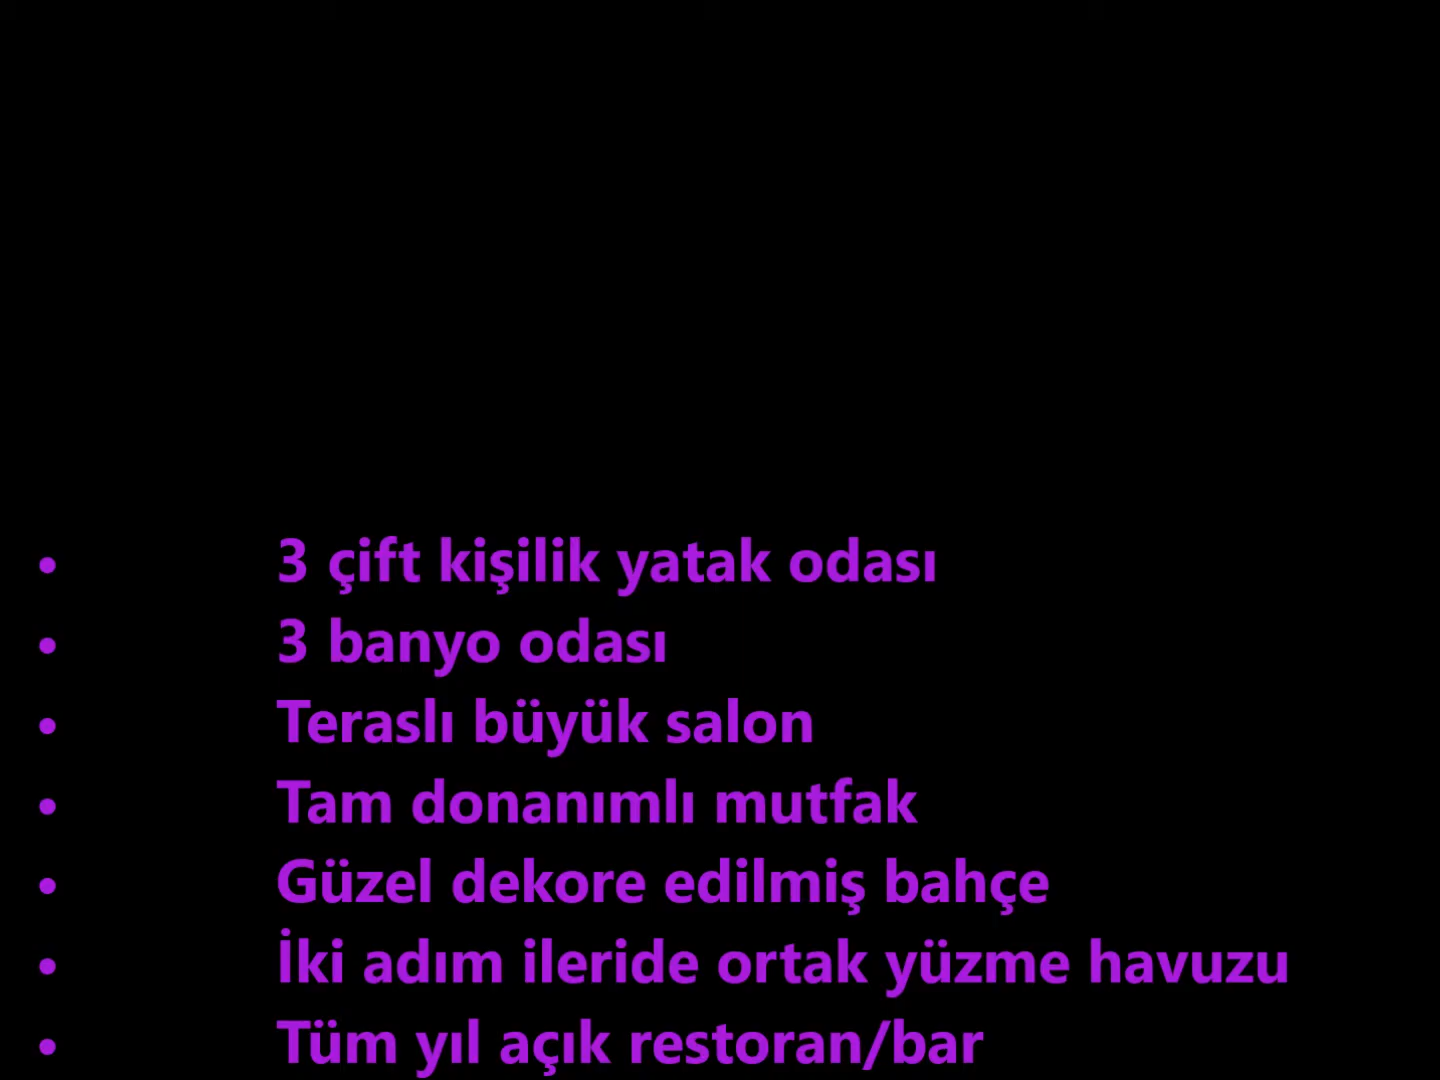 • 3 çift kişilik yatak odası
• 3 banyo odası
• Teraslı büyük salon
• Tam donanımlı mutfak
• Güzel dekore edilmiş bahçe
• İki adım ileride ortak yüzme havuzu
• Tüm yıl açık restoran/bar